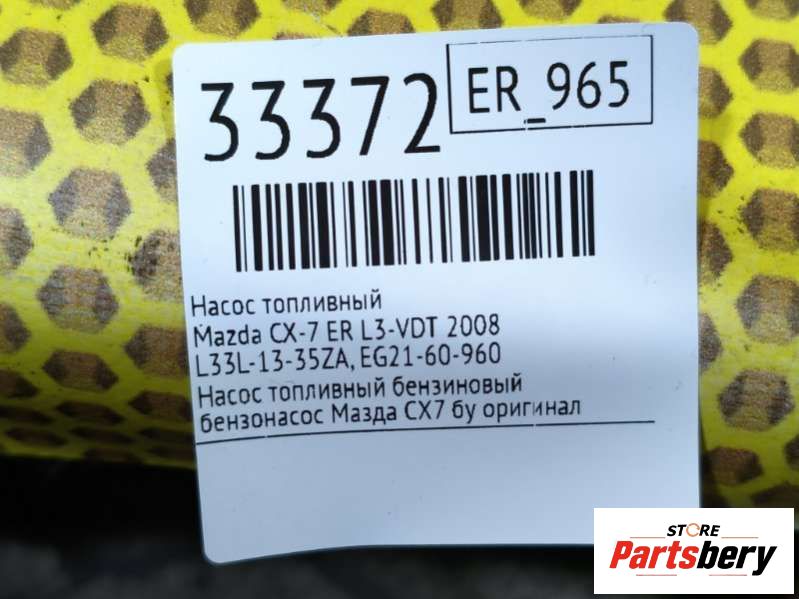 33372
ER_965
Насос топливный
Mazda CX-7 ER L3-VDT 2008
L33L-13-35ZA, EG21-60-960
Насос топливный бензиновый
бензонасос Мазда CX7 бу оригинал
STORE
Partsbery